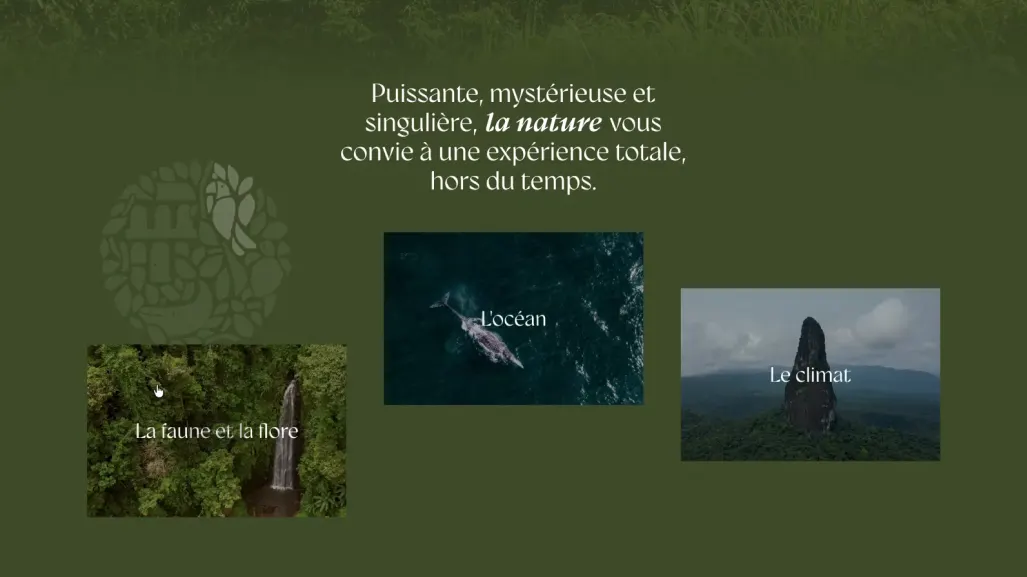 Puissante, mystérieuse et
singulière, la nature vous
convie à une expérience totale,
hors du temps.
L'océan
Le climat
La faune et la flore